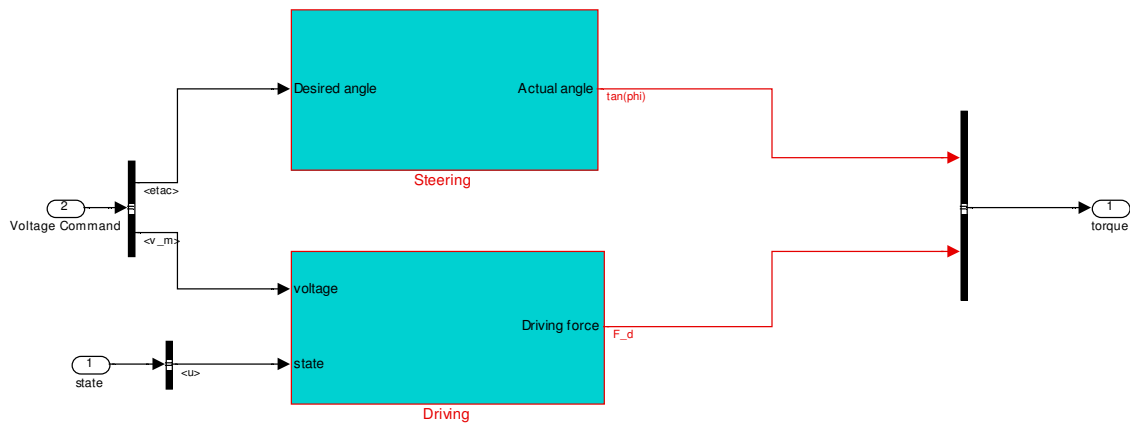 Desired angle
Actual angle
tan(phi)
Steering
<etac>
2
Voltage Command
<v_m>
1
torque
voltage
Driving force
F_d
state
1
state
<u>
Driving